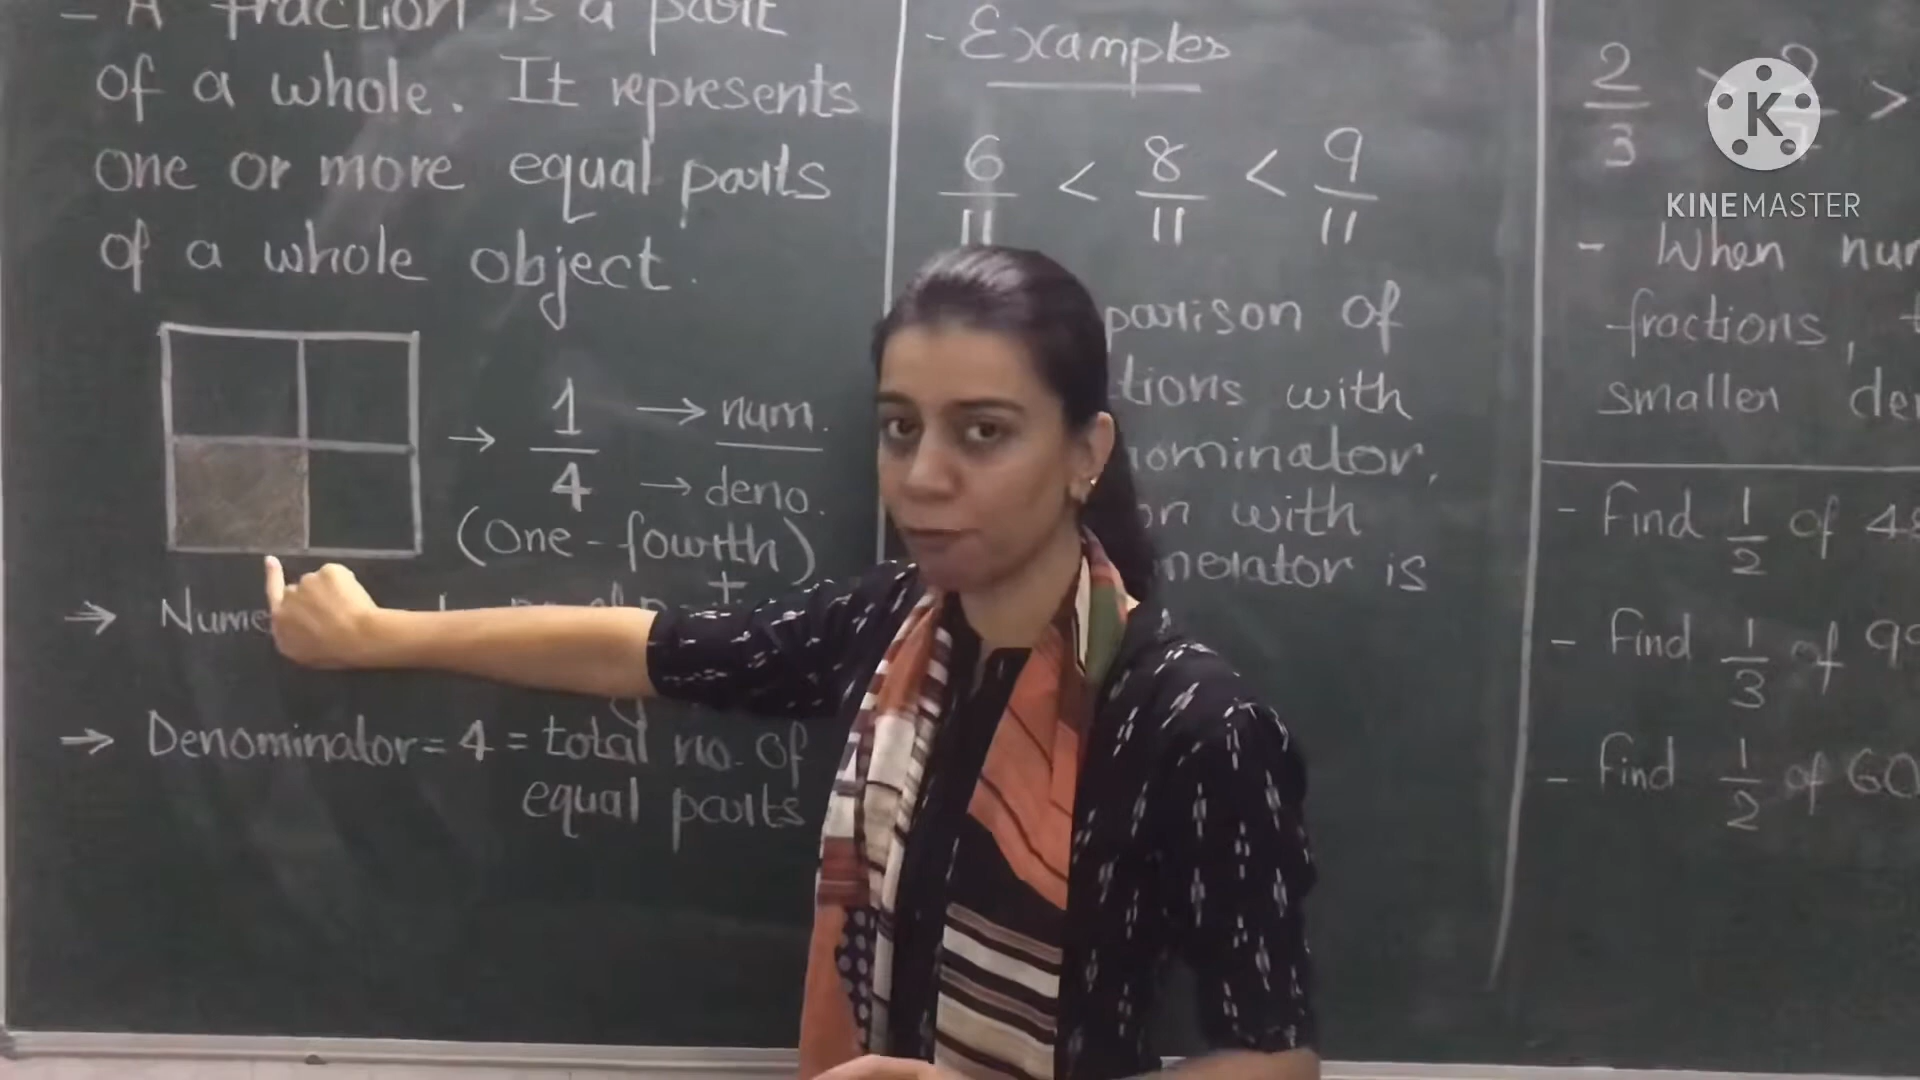 - A fraction is a part
of a whole. It represents
one or more equal parts
of a whole object.
→ 1/4 → num.
→ deno.
(One-fourth)
⇒ Nume
⇒ Denominator = 4 = total no. of
equal parts
- Examples
6/11 < 8/11 < 9/11
parison of
tions with
nominator,
on with
merator is
2/3 > >
KINEMASTER
- When num
fractions,
smaller den
- Find 1/2 of 48
- Find 1/3 of 99
- Find 1/2 of 60